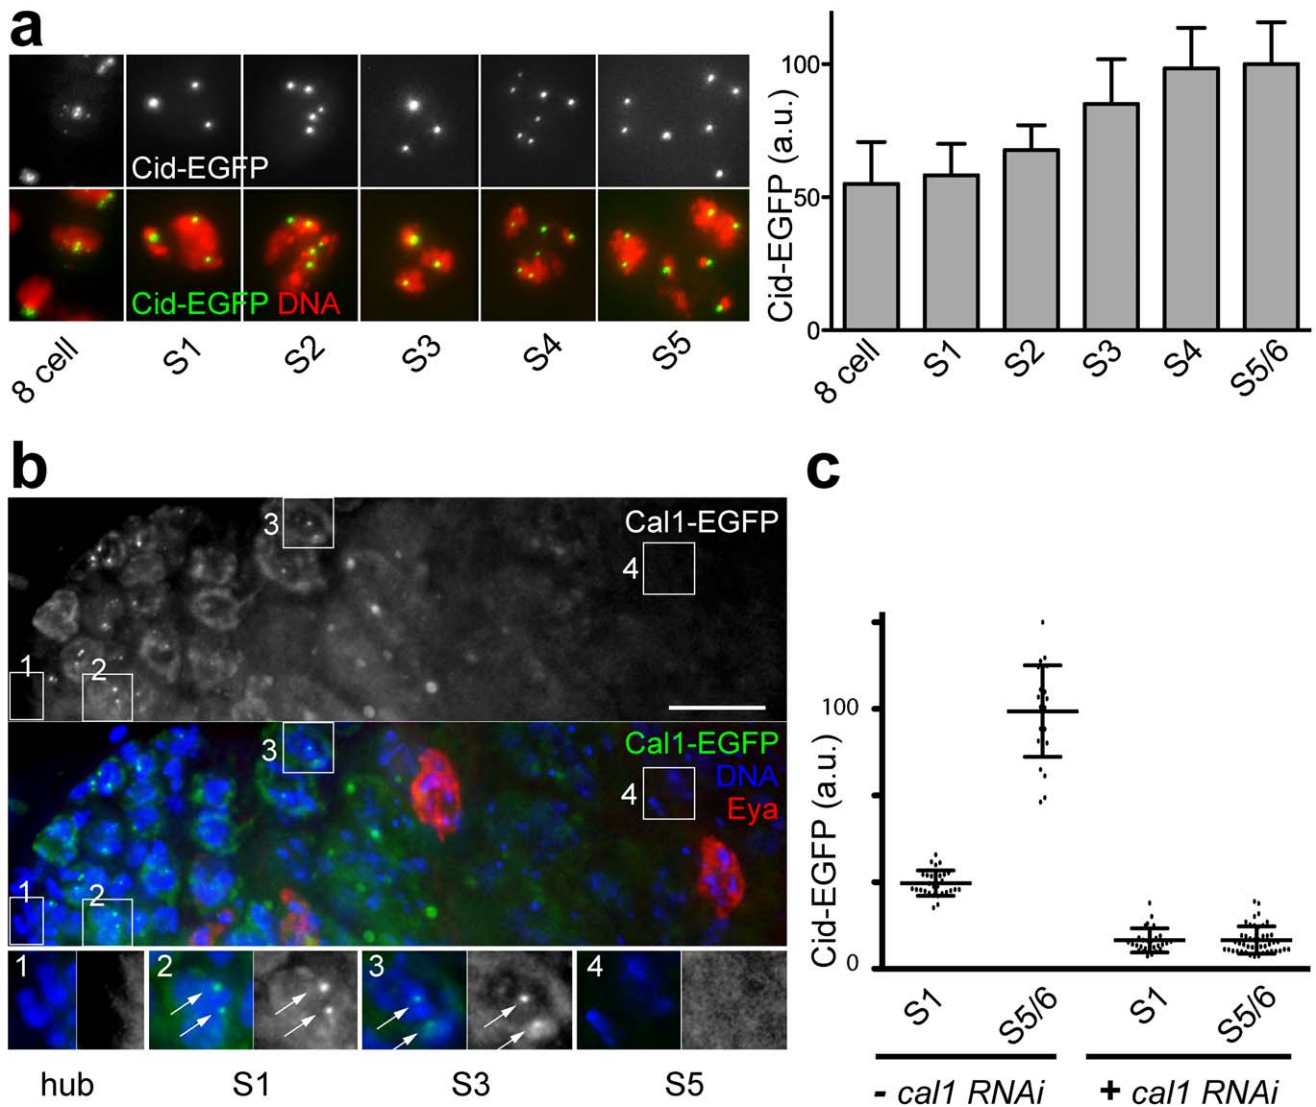 a
Cid-EGFP
Cid-EGFP DNA
8 cell S1 S2 S3 S4 S5
Cid-EGFP (a.u.)
100
50
0
8 cell S1 S2 S3 S4 S5/6
b
Cal1-EGFP
1 2 3 4
Cal1-EGFP
DNA
Eya
1 2 3 4
1 2 3 4
hub S1 S3 S5
c
Cid-EGFP (a.u.)
100
0
S1 S5/6 S1 S5/6
- cal1 RNAi + cal1 RNAi